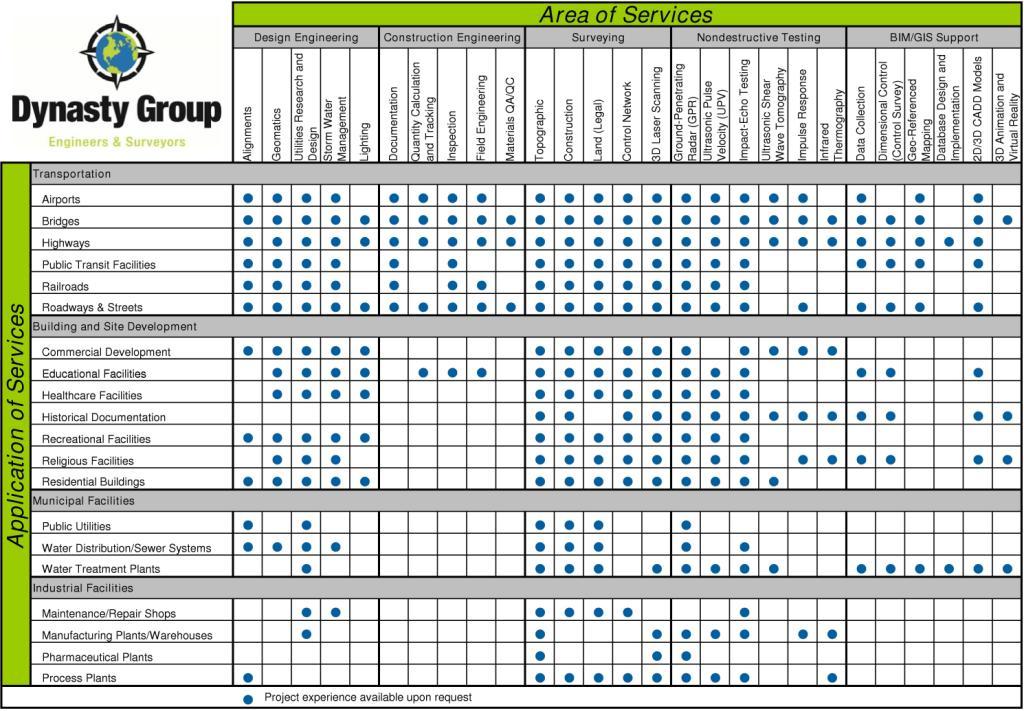 Area of Services
Design Engineering
Construction Engineering
Surveying
Nondestructive Testing
BIM/GIS Support
Dynasty Group
Engineers & Surveyors
Alignments
Geomatics
Utilities Research and
Design
Storm Water
Management
Lighting
Documentation
Quantity Calculation
and Tracking
Inspection
Field Engineering
Materials QA/QC
Topographic
Construction
Land (Legal)
Control Network
3D Laser Scanning
Ground-Penetrating
Radar (GPR)
Ultrasonic Pulse
Velocity (UPV)
Impact-Echo Testing
Ultrasonic Shear
Wave Tomography
Impulse Response
Infrared
Thermography
Data Collection
Dimensional Control
(Control Survey)
Geo-Referenced
Mapping
Database Design and
Implementation
2D/3D CADD Models
3D Animation and
Virtual Reality
Application of Services
Transportation
Airports
Bridges
Highways
Public Transit Facilities
Railroads
Roadways & Streets
Building and Site Development
Commercial Development
Educational Facilities
Healthcare Facilities
Historical Documentation
Recreational Facilities
Religious Facilities
Residential Buildings
Municipal Facilities
Public Utilities
Water Distribution/Sewer Systems
Water Treatment Plants
Industrial Facilities
Maintenance/Repair Shops
Manufacturing Plants/Warehouses
Pharmaceutical Plants
Process Plants
Project experience available upon request